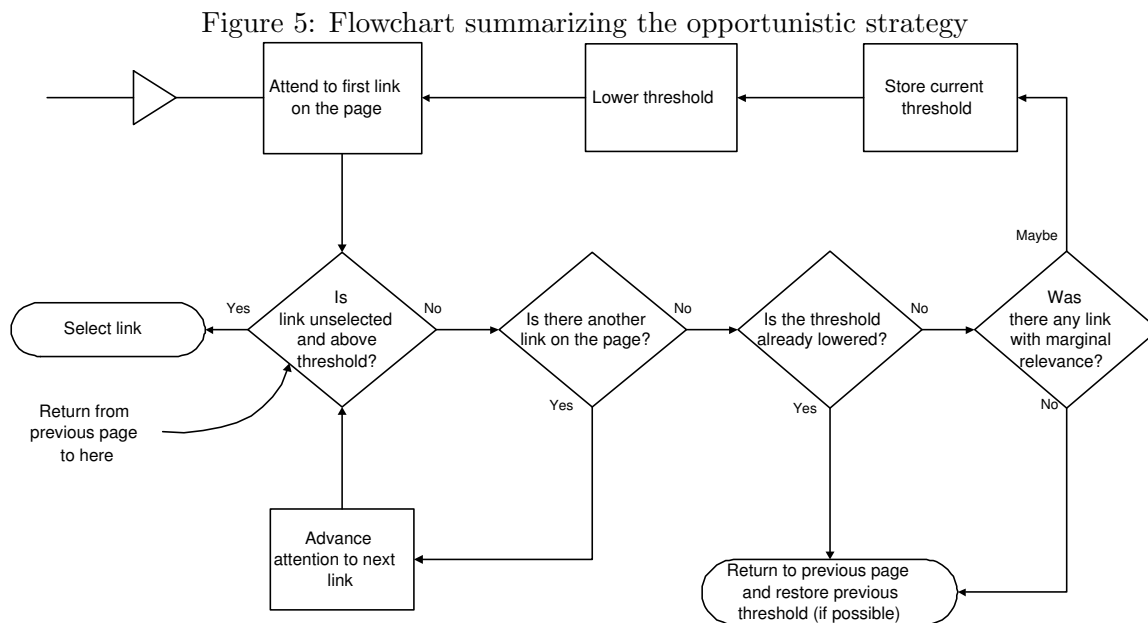 Figure 5: Flowchart summarizing the opportunistic strategy
Attend to first link
on the page
Lower threshold
Store current
threshold
Maybe
Select link
Yes
Is
link unselected
and above
threshold?
No
Is there another
link on the page?
No
Is the threshold
already lowered?
No
Was
there any link
with marginal
relevance?
Yes
Yes
No
Return from
previous page
to here
Advance
attention to next
link
Return to previous page
and restore previous
threshold (if possible)